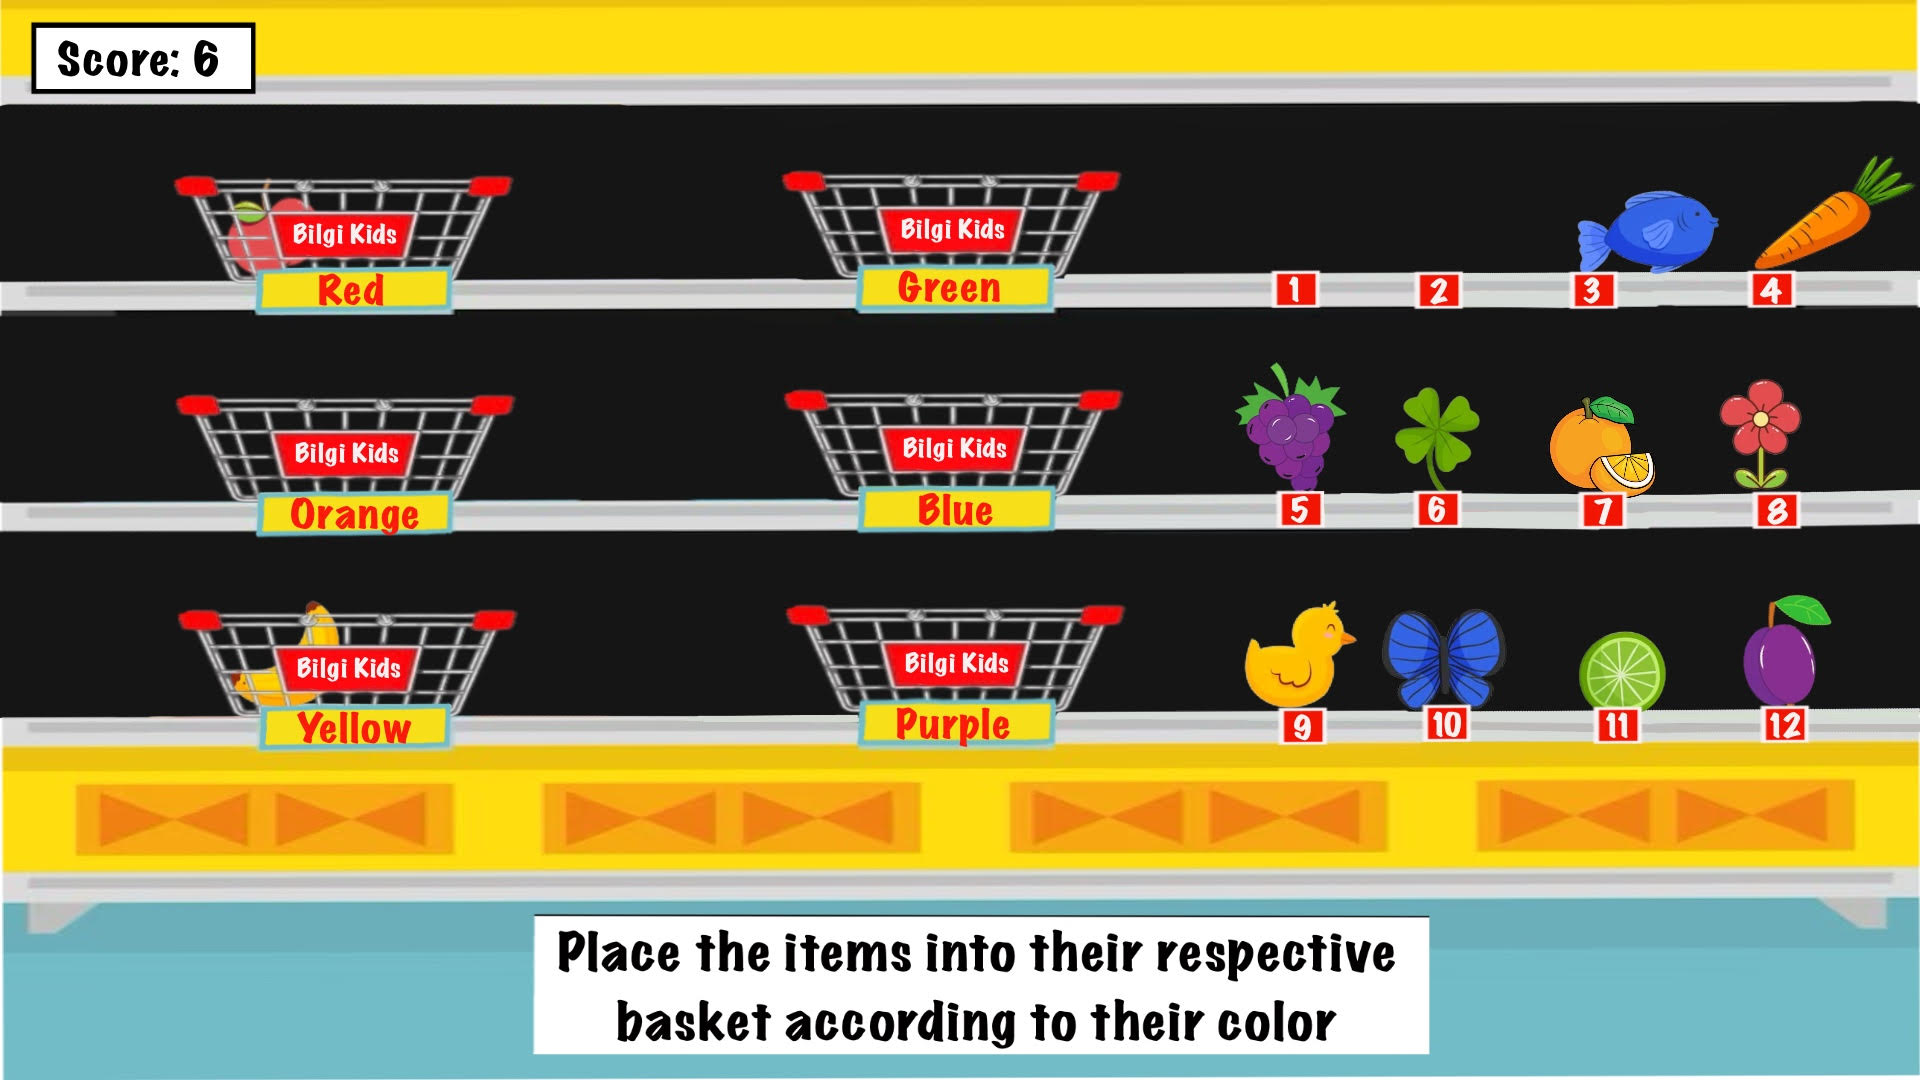 Score: 6
Bilgi Kids
Bilgi Kids
Red
Green
1
2
3
4
Bilgi Kids
Bilgi Kids
Orange
Blue
5
6
7
8
Bilgi Kids
Bilgi Kids
Yellow
Purple
9
10
11
12
Place the items into their respective
basket according to their color